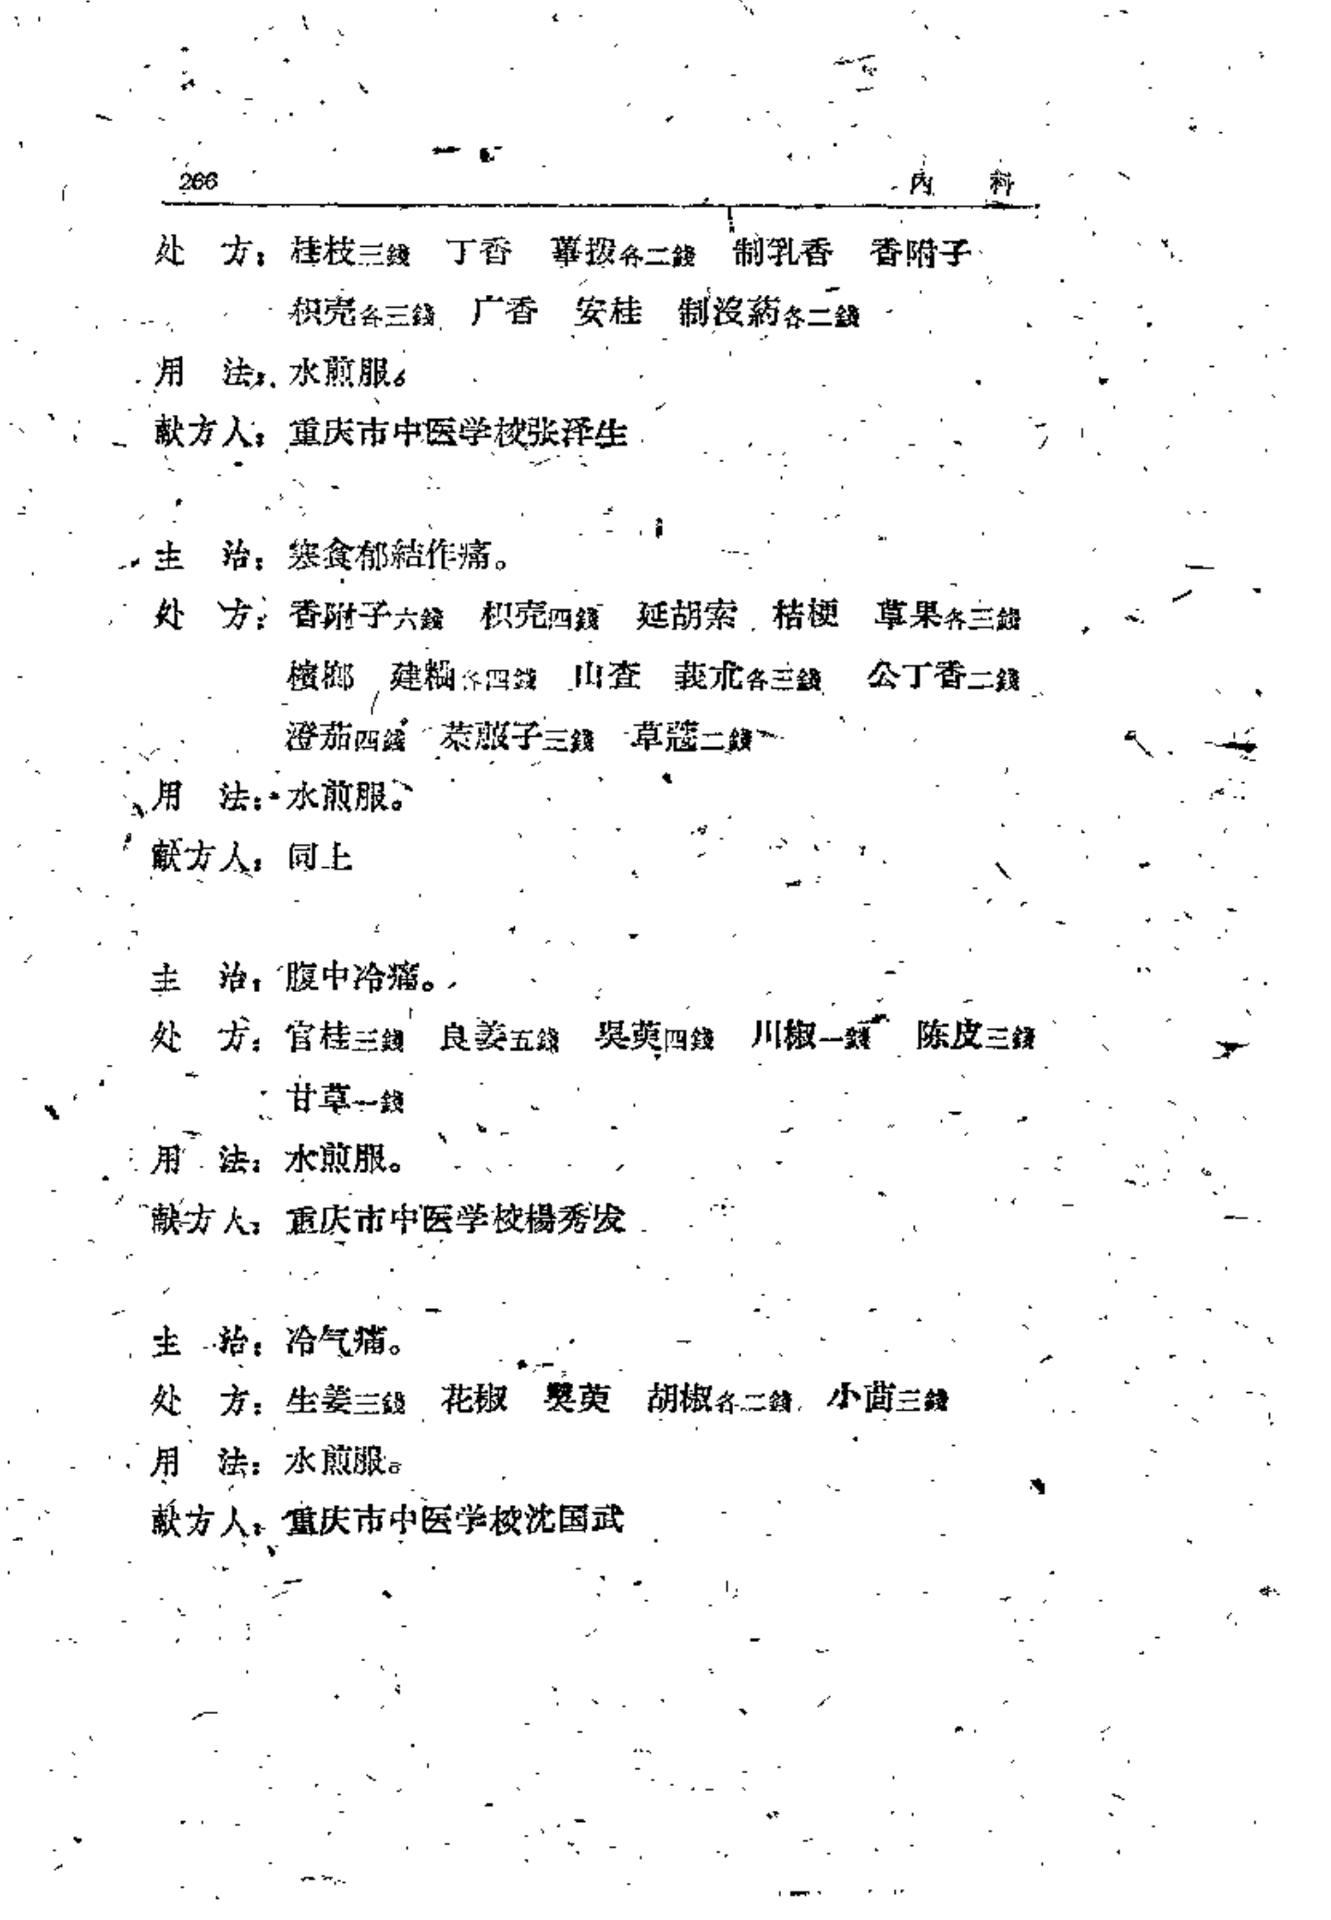 266 内 科
处 方：桂枝三錢 丁香 蓽拨各二錢 制乳香 香附子
枳壳各三錢 广香 安桂 制沒葯各二錢
用 法：水煎服。
献方人：重庆市中医学校张泽生
主 治：寒食郁結作痛。
处 方：香附子六錢 枳壳四錢 延胡索 桔梗 草果各三錢
檳榔 建糊各四錢 山查 莪朮各三錢 公丁香二錢
澄茄四錢 莱菔子三錢 草蔻二錢
用 法：水煎服。
献方人：同上
主 治：腹中冷痛。
处 方：官桂三錢 良姜五錢 吳萸四錢 川椒一錢 陈皮三錢
甘草一錢
用 法：水煎服。
献方人：重庆市中医学校楊秀发
主 治：冷气痛。
处 方：生姜三錢 花椒 吳萸 胡椒各二錢 小茴三錢
用 法：水煎服。
献方人：重庆市中医学校沈国武